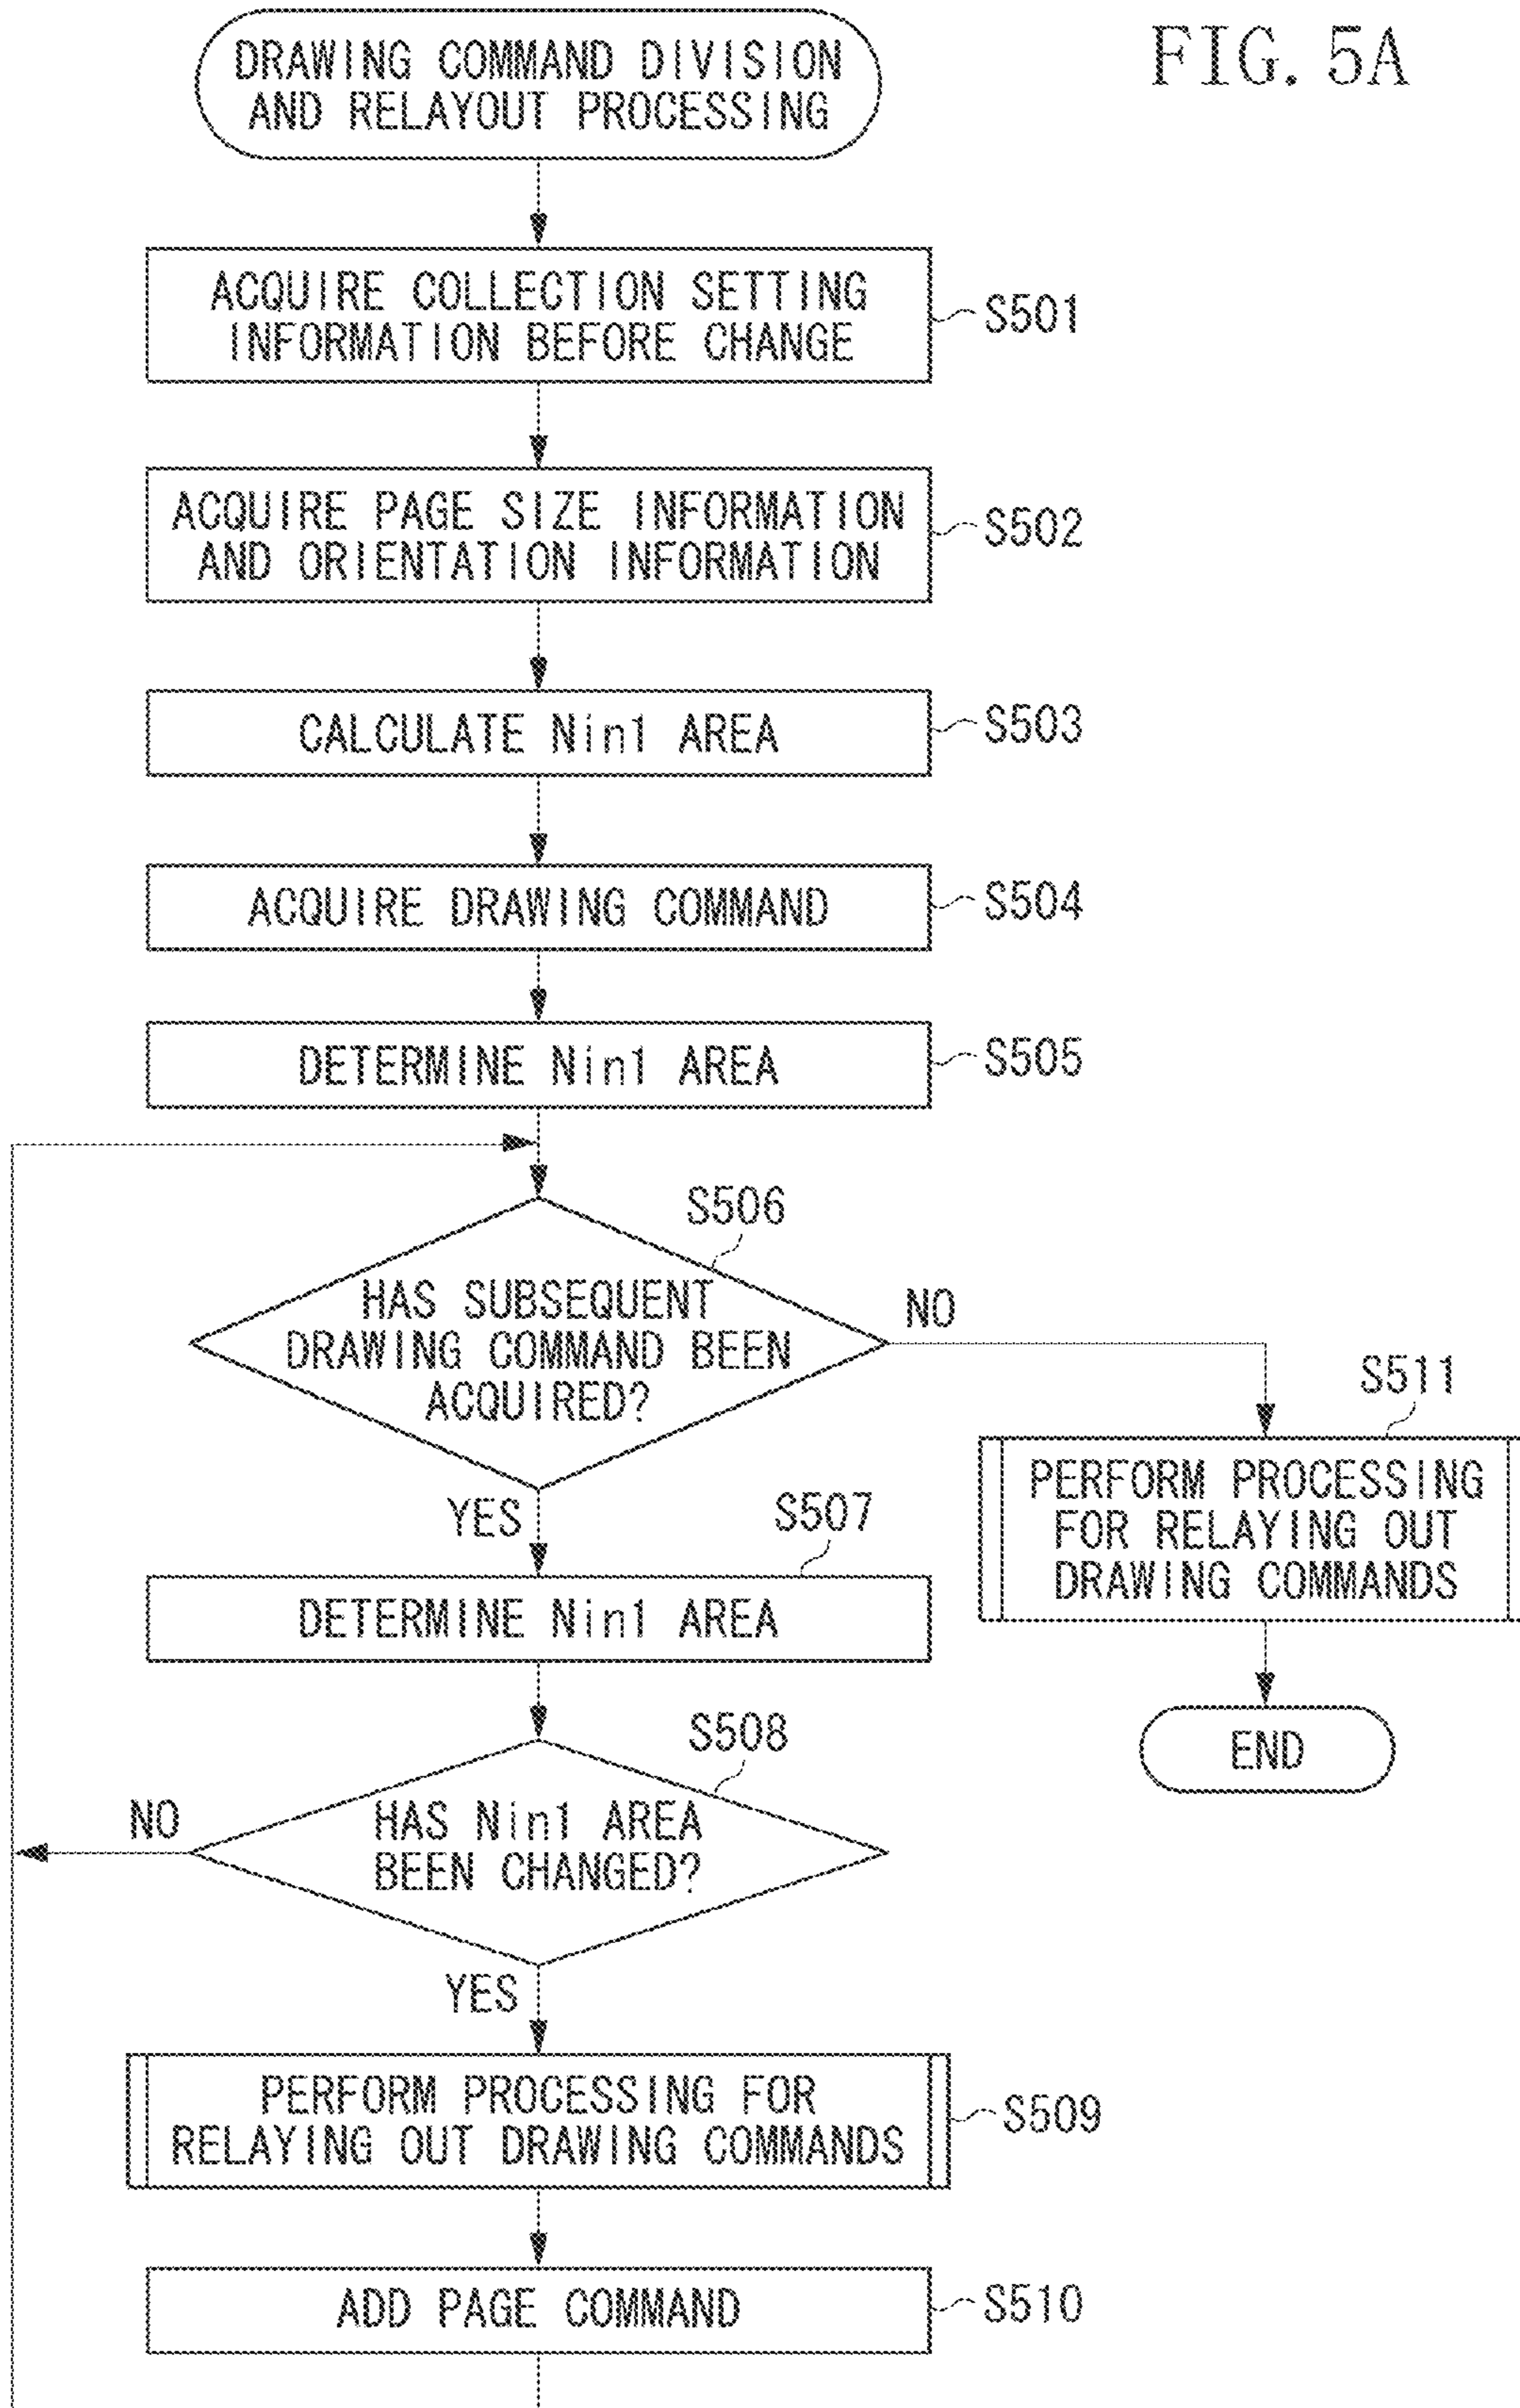 FIG. 5A
DRAWING COMMAND DIVISION
AND RELAYOUT PROCESSING
ACQUIRE COLLECTION SETTING
INFORMATION BEFORE CHANGE
S501
ACQUIRE PAGE SIZE INFORMATION
AND ORIENTATION INFORMATION
S502
CALCULATE Nin1 AREA
S503
ACQUIRE DRAWING COMMAND
S504
DETERMINE Nin1 AREA
S505
S506
HAS SUBSEQUENT
DRAWING COMMAND BEEN
ACQUIRED?
NO
YES
S511
PERFORM PROCESSING
FOR RELAYING OUT
DRAWING COMMANDS
END
S507
DETERMINE Nin1 AREA
S508
HAS Nin1 AREA
BEEN CHANGED?
NO
YES
PERFORM PROCESSING FOR
RELAYING OUT DRAWING COMMANDS
S509
ADD PAGE COMMAND
S510